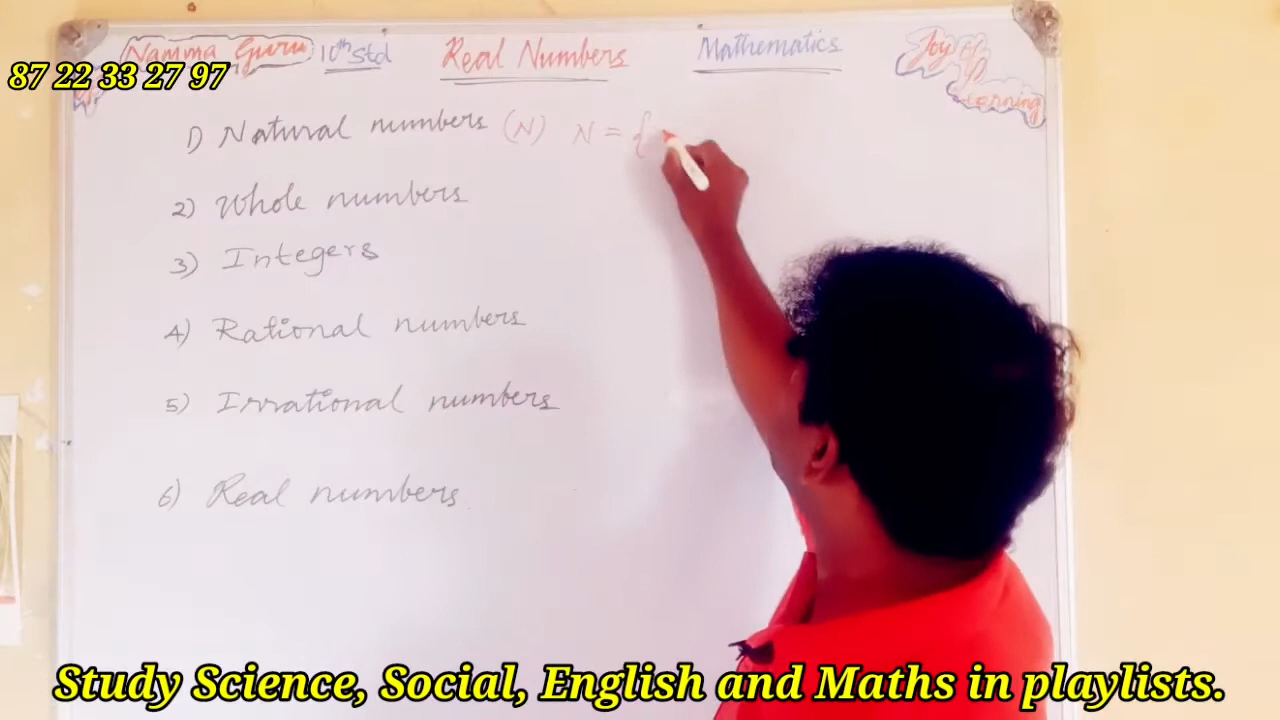 Namma Guru 10th Std Real Numbers Mathematics Joy of Learning
87 22 33 27 97
1) Natural numbers (N) N = {
2) Whole numbers
3) Integers
4) Rational numbers
5) Irrational numbers
6) Real numbers.
Study Science, Social, English and Maths in playlists.